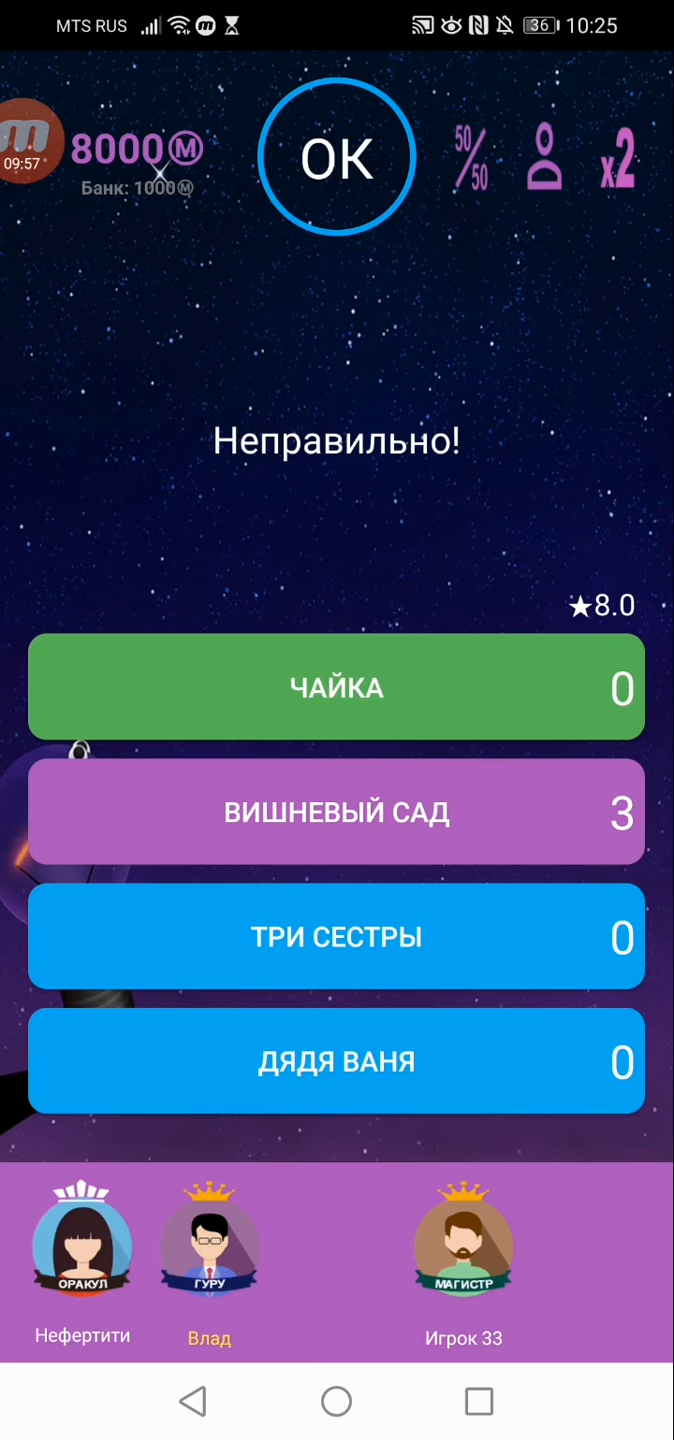 MTS RUS
36 10:25
m
09:57
8000Ⓜ
Банк: 1000Ⓜ
ОК
50/50
x2
Неправильно!
★8.0
ЧАЙКА 0
ВИШНЕВЫЙ САД 3
ТРИ СЕСТРЫ 0
ДЯДЯ ВАНЯ 0
ОРАКУЛ ГУРУ МАГИСТР
Нефертити Влад Игрок 33